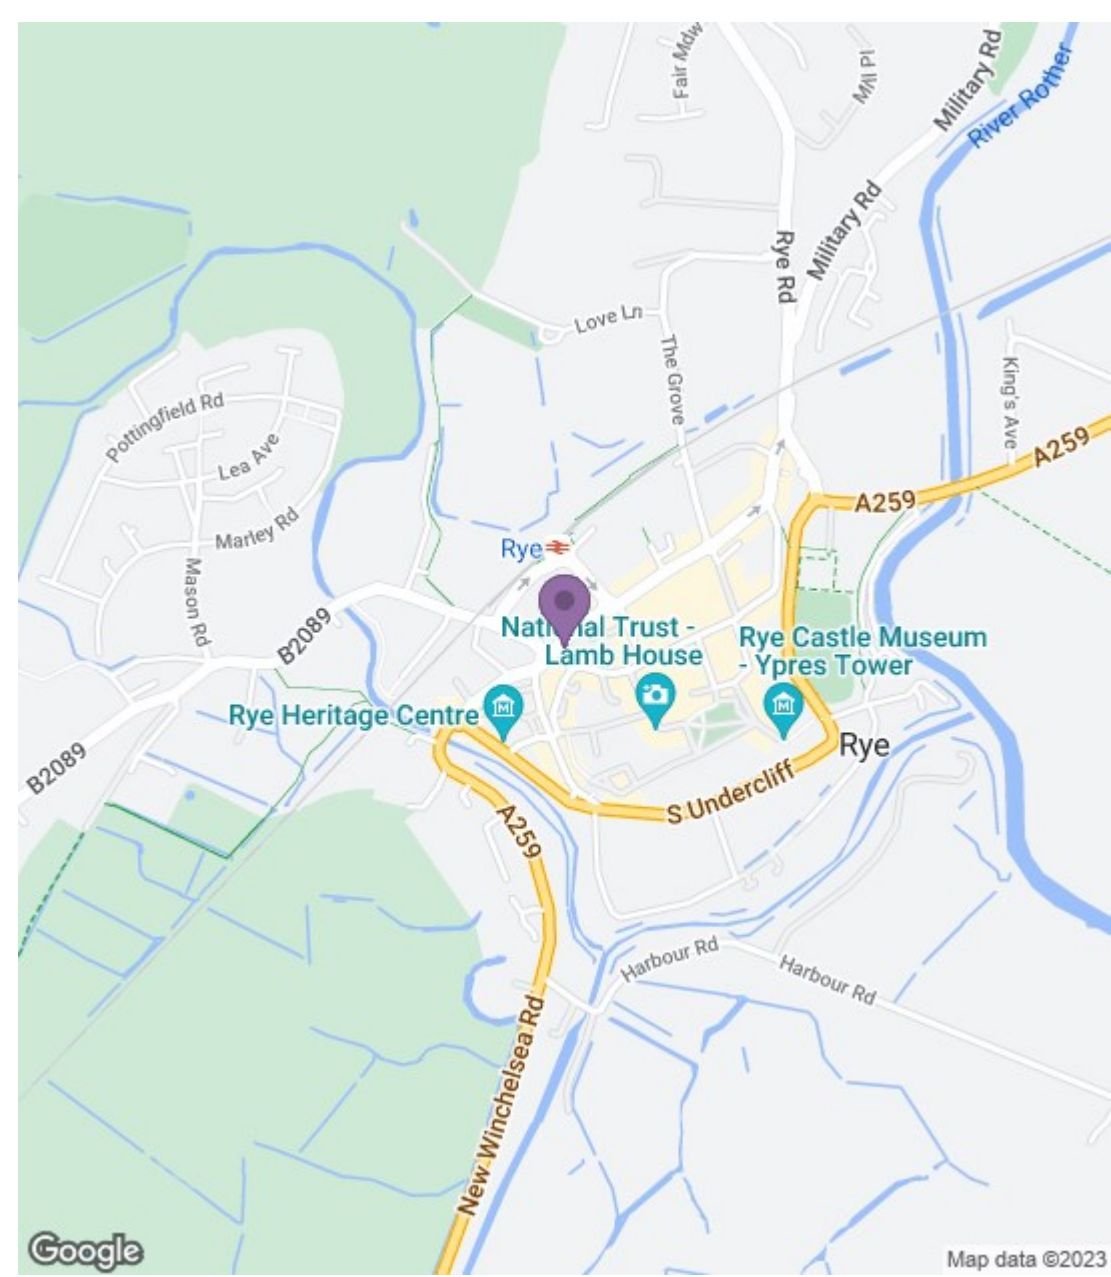 Fair Mdw
Mill Pl
Military Rd
River Rother
Military Rd
Rye Rd
Love Ln
The Grove
King's Ave
Pottingfield Rd
Lea Ave
A259
A259
Marley Rd
Rye
Mason Rd
B2089
National Trust -
Lamb House
Rye Castle Museum
- Ypres Tower
Rye Heritage Centre
Rye
B2089
S Undercliff
A259
Harbour Rd
Harbour Rd
New Winchelsea Rd
Google
Map data ©2023